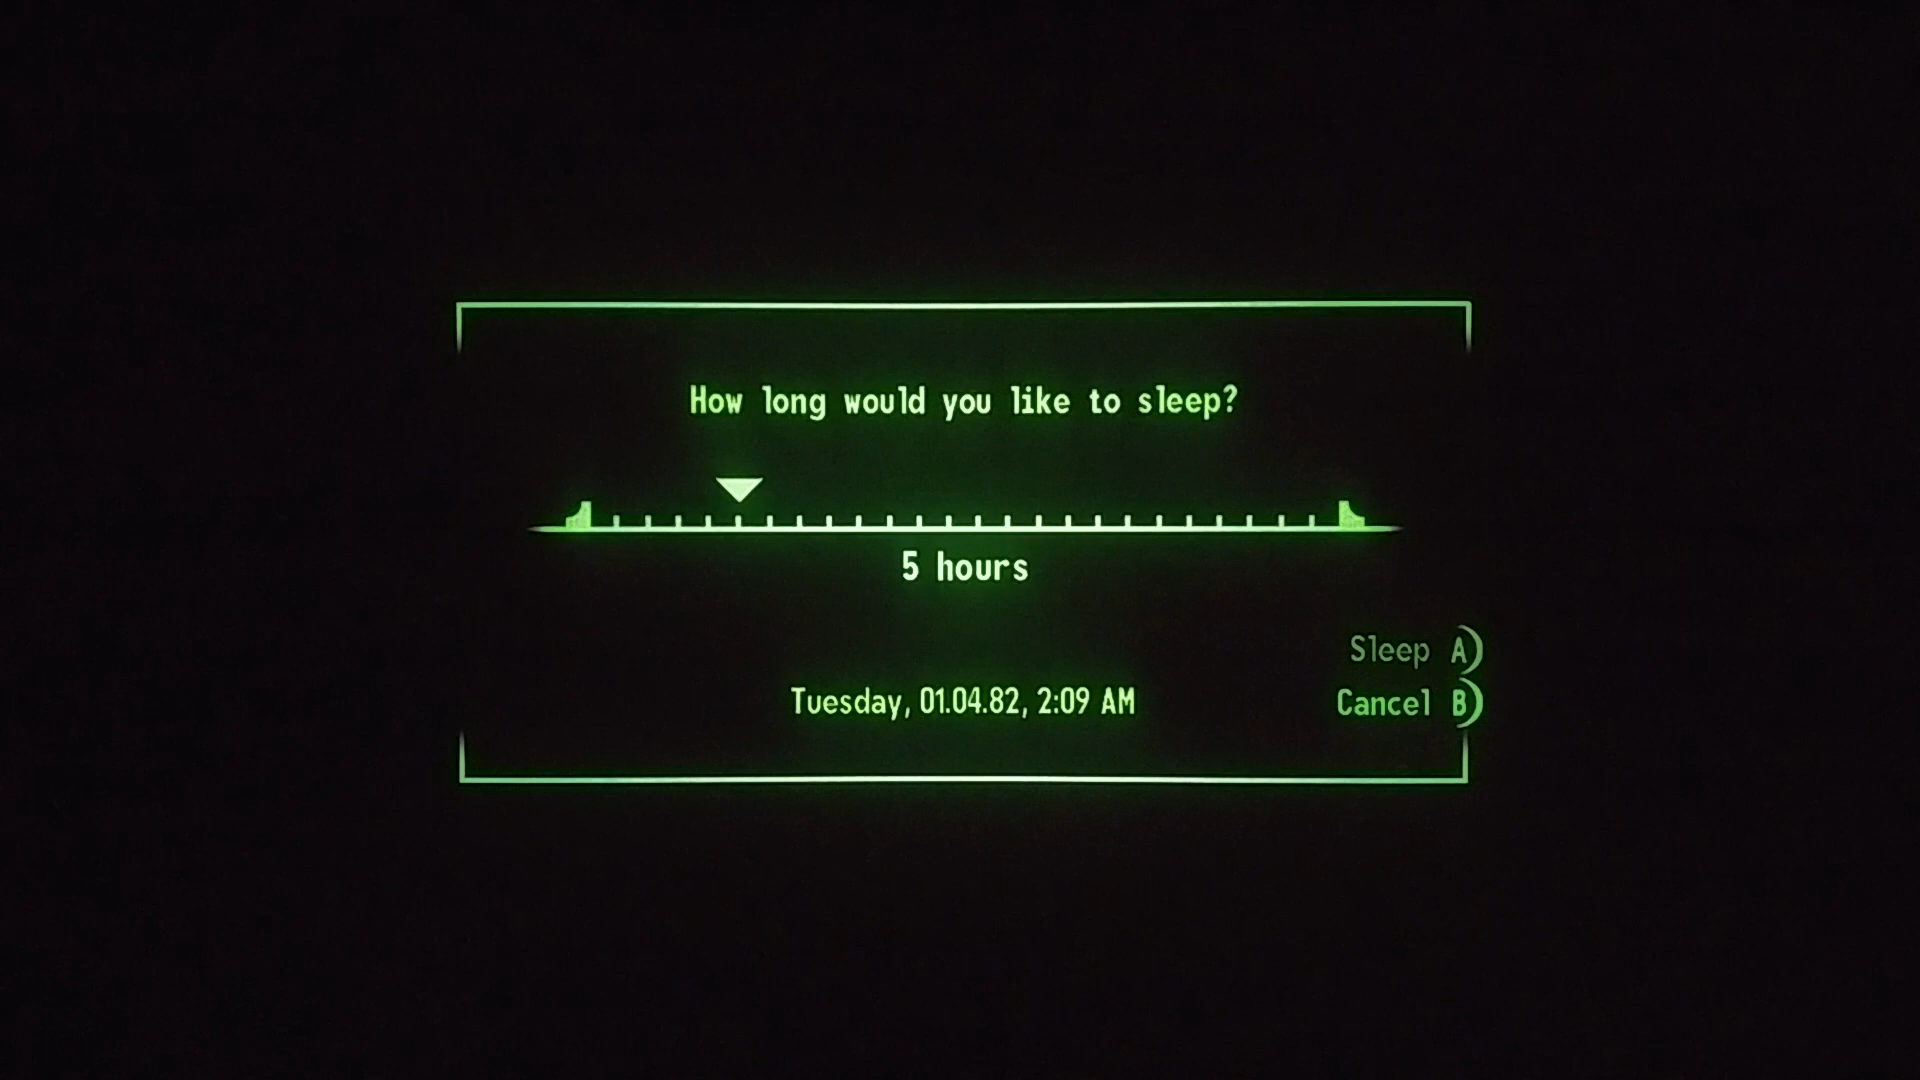 How long would you like to sleep?
5 hours
Sleep A)
Tuesday, 01.04.82, 2:09 AM
Cancel B)